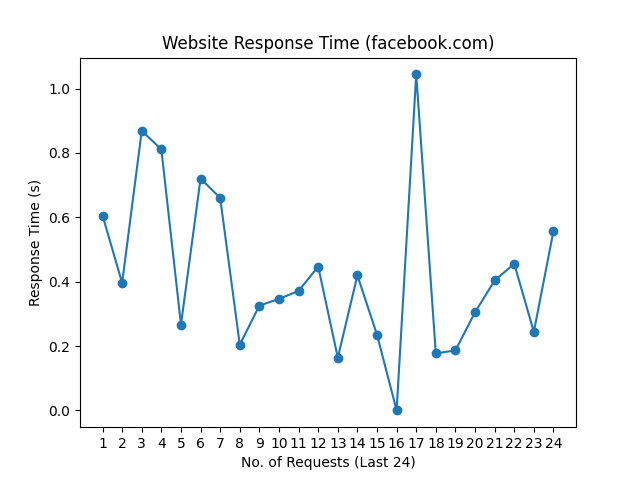 Website Response Time (facebook.com)
Response Time (s)
1.0
0.8
0.6
0.4
0.2
0.0
1 2 3 4 5 6 7 8 9 10 11 12 13 14 15 16 17 18 19 20 21 22 23 24
No. of Requests (Last 24)